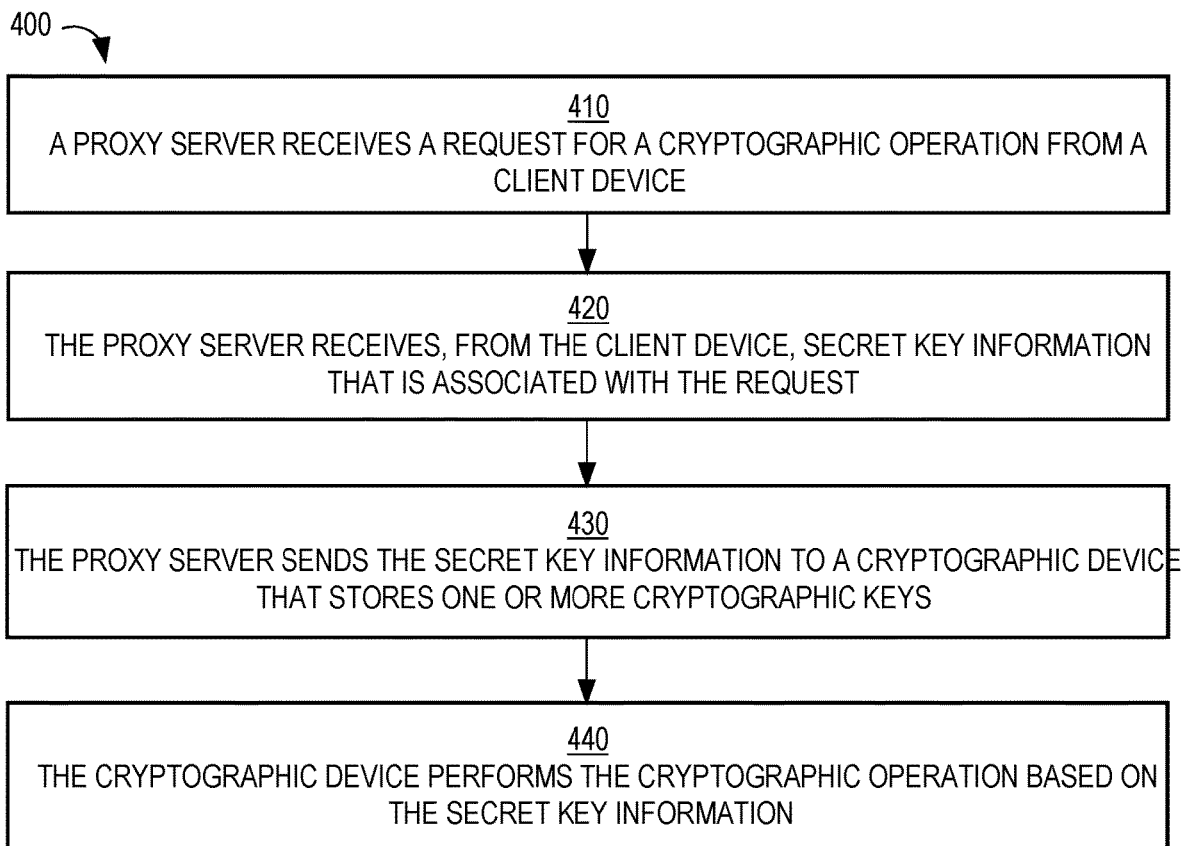 400
410
A PROXY SERVER RECEIVES A REQUEST FOR A CRYPTOGRAPHIC OPERATION FROM A
CLIENT DEVICE
420
THE PROXY SERVER RECEIVES, FROM THE CLIENT DEVICE, SECRET KEY INFORMATION
THAT IS ASSOCIATED WITH THE REQUEST
430
THE PROXY SERVER SENDS THE SECRET KEY INFORMATION TO A CRYPTOGRAPHIC DEVICE
THAT STORES ONE OR MORE CRYPTOGRAPHIC KEYS
440
THE CRYPTOGRAPHIC DEVICE PERFORMS THE CRYPTOGRAPHIC OPERATION BASED ON
THE SECRET KEY INFORMATION